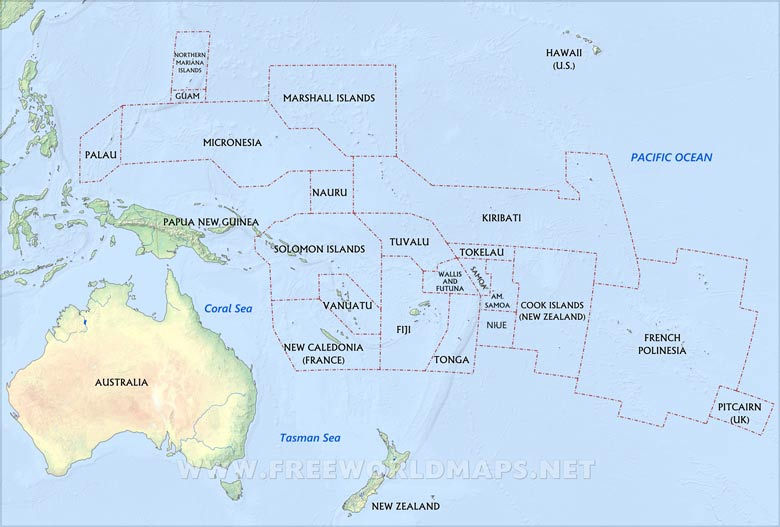 NORTHERN
MARIANA
ISLANDS
GUAM
HAWAII
(U.S.)
MARSHALL ISLANDS
PALAU
MICRONESIA
PACIFIC OCEAN
NAURU
PAPUA NEW GUINEA
KIRIBATI
SOLOMON ISLANDS
TUVALU
TOKELAU
WALLIS
AND
FUTUNA
SAMOA
AM.
SAMOA
COOK ISLANDS
(NEW ZEALAND)
Coral Sea
VANUATU
FIJI
NIUE
NEW CALEDONIA
(FRANCE)
TONGA
FRENCH
POLINESIA
AUSTRALIA
PITCAIRN
(UK)
Tasman Sea
WWW.FREEWORLDMAPS.NET
NEW ZEALAND